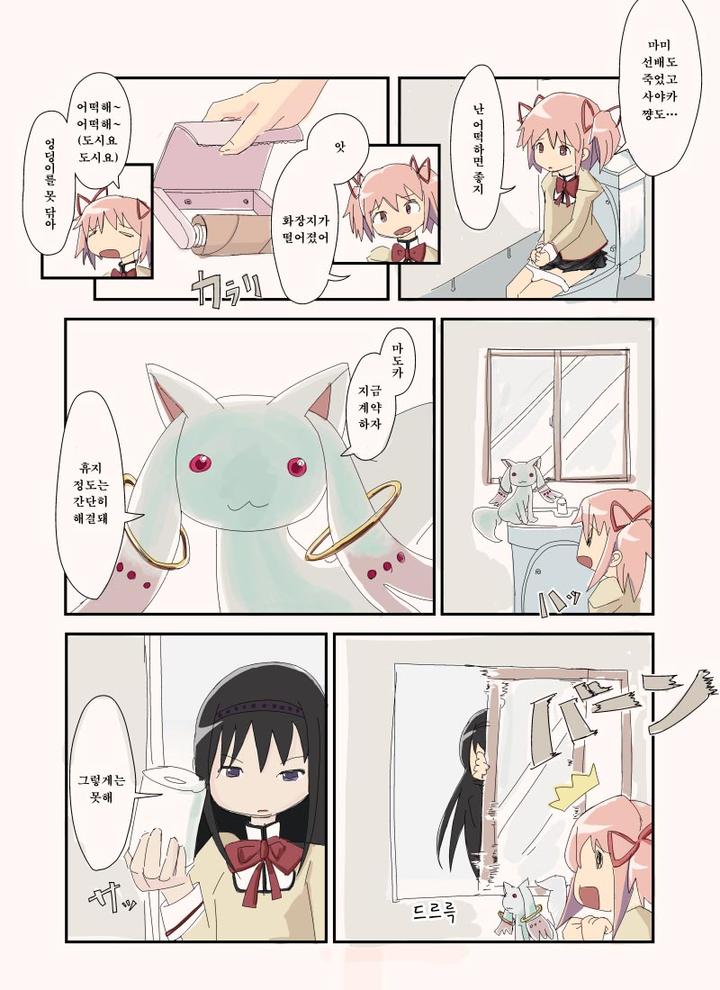 마미
선배도
죽었고
사야카
쨩도…
난 어떡하면 좋지
앗
화장지가
떨어졌어
カラリ
어떡해~
어떡해~
(도시요
도시요)
엉덩이를 못 닦아
ハッ
마도카
지금
계약
하자
휴지
정도는
간단히
해결돼
バーン
드르륵
그렇게는
못해
サッ